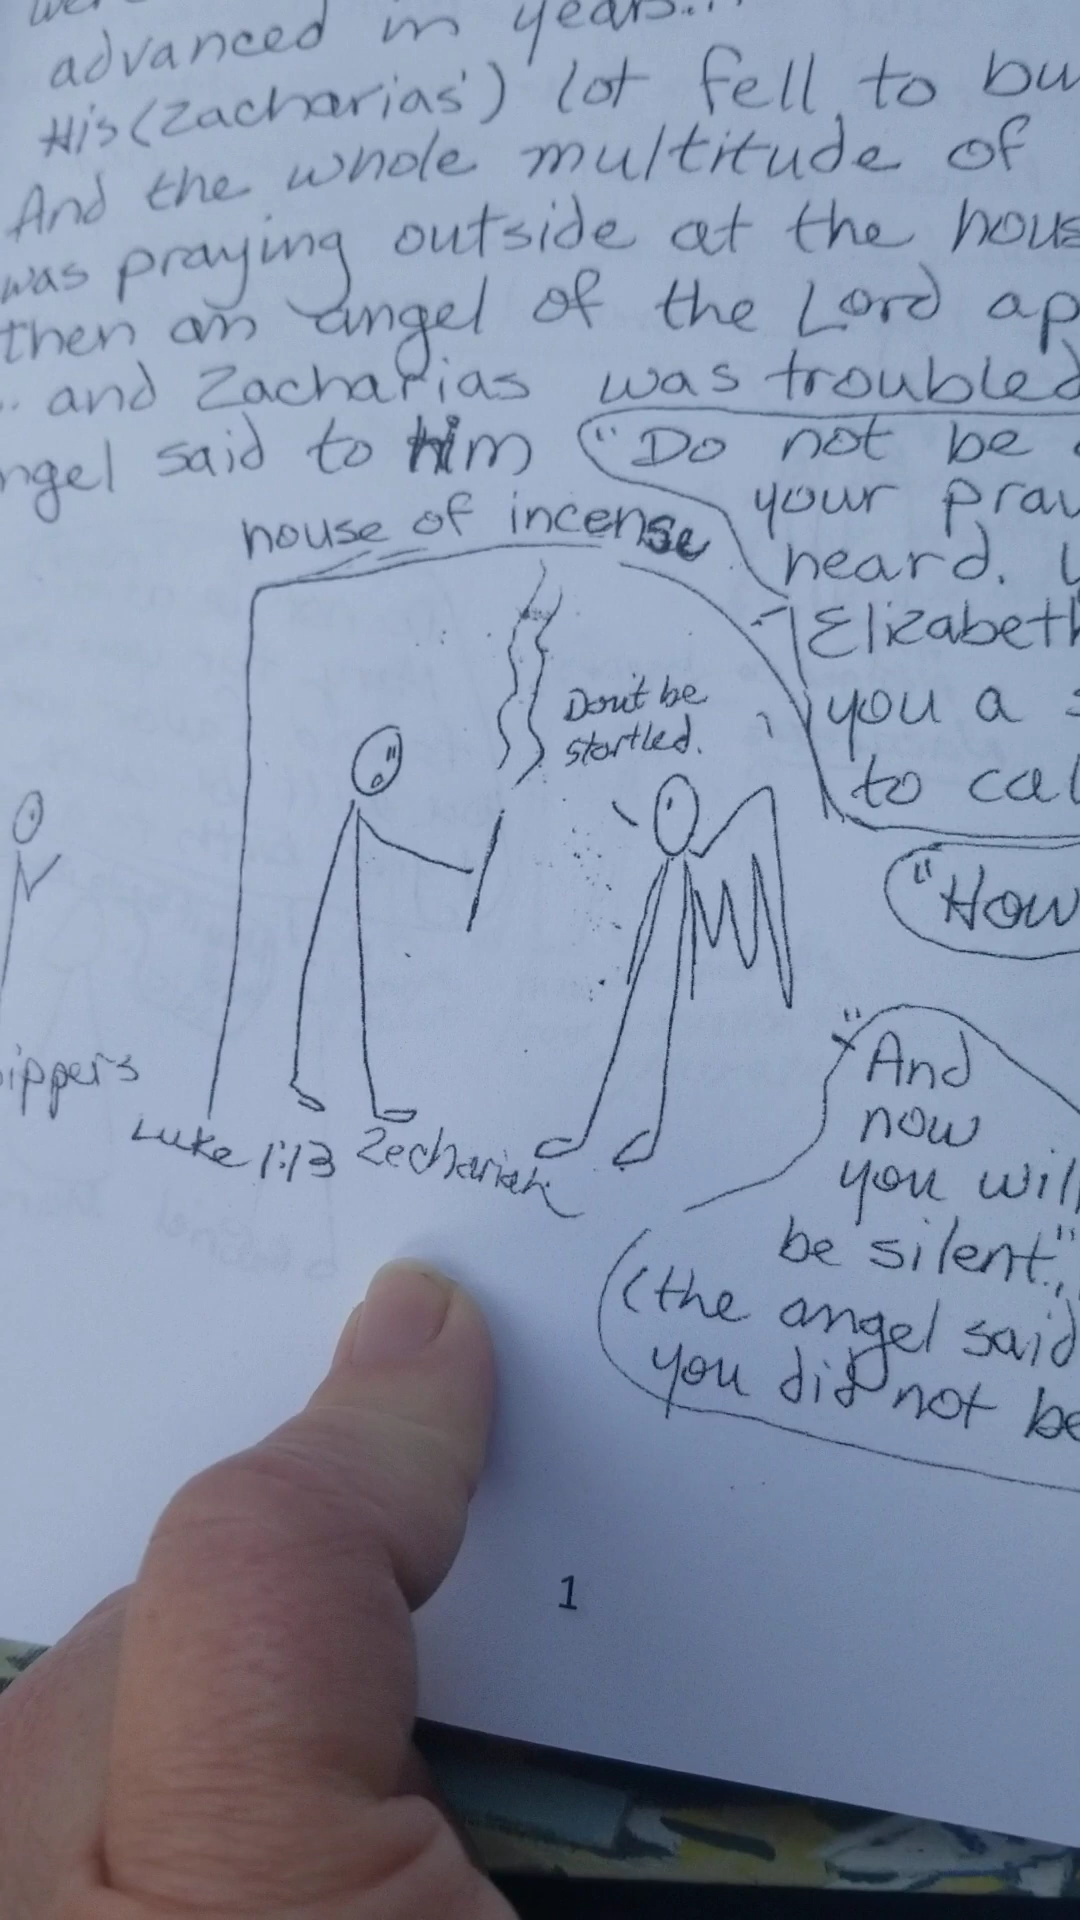 advanced in years...
His (Zacharias') lot fell to bu
And the whole multitude of
was praying outside at the hous
then an angel of the Lord ap
.. and Zacharias was troubled
ngel said to him "Do not be
your pray
heard.
Elizabeth
you a s
to cal
house of incense
Don't be
startled.
"How
ippers
Luke 1:13 Zechariah
"And
now
you will
be silent.",
(the angel said
you did not be
1